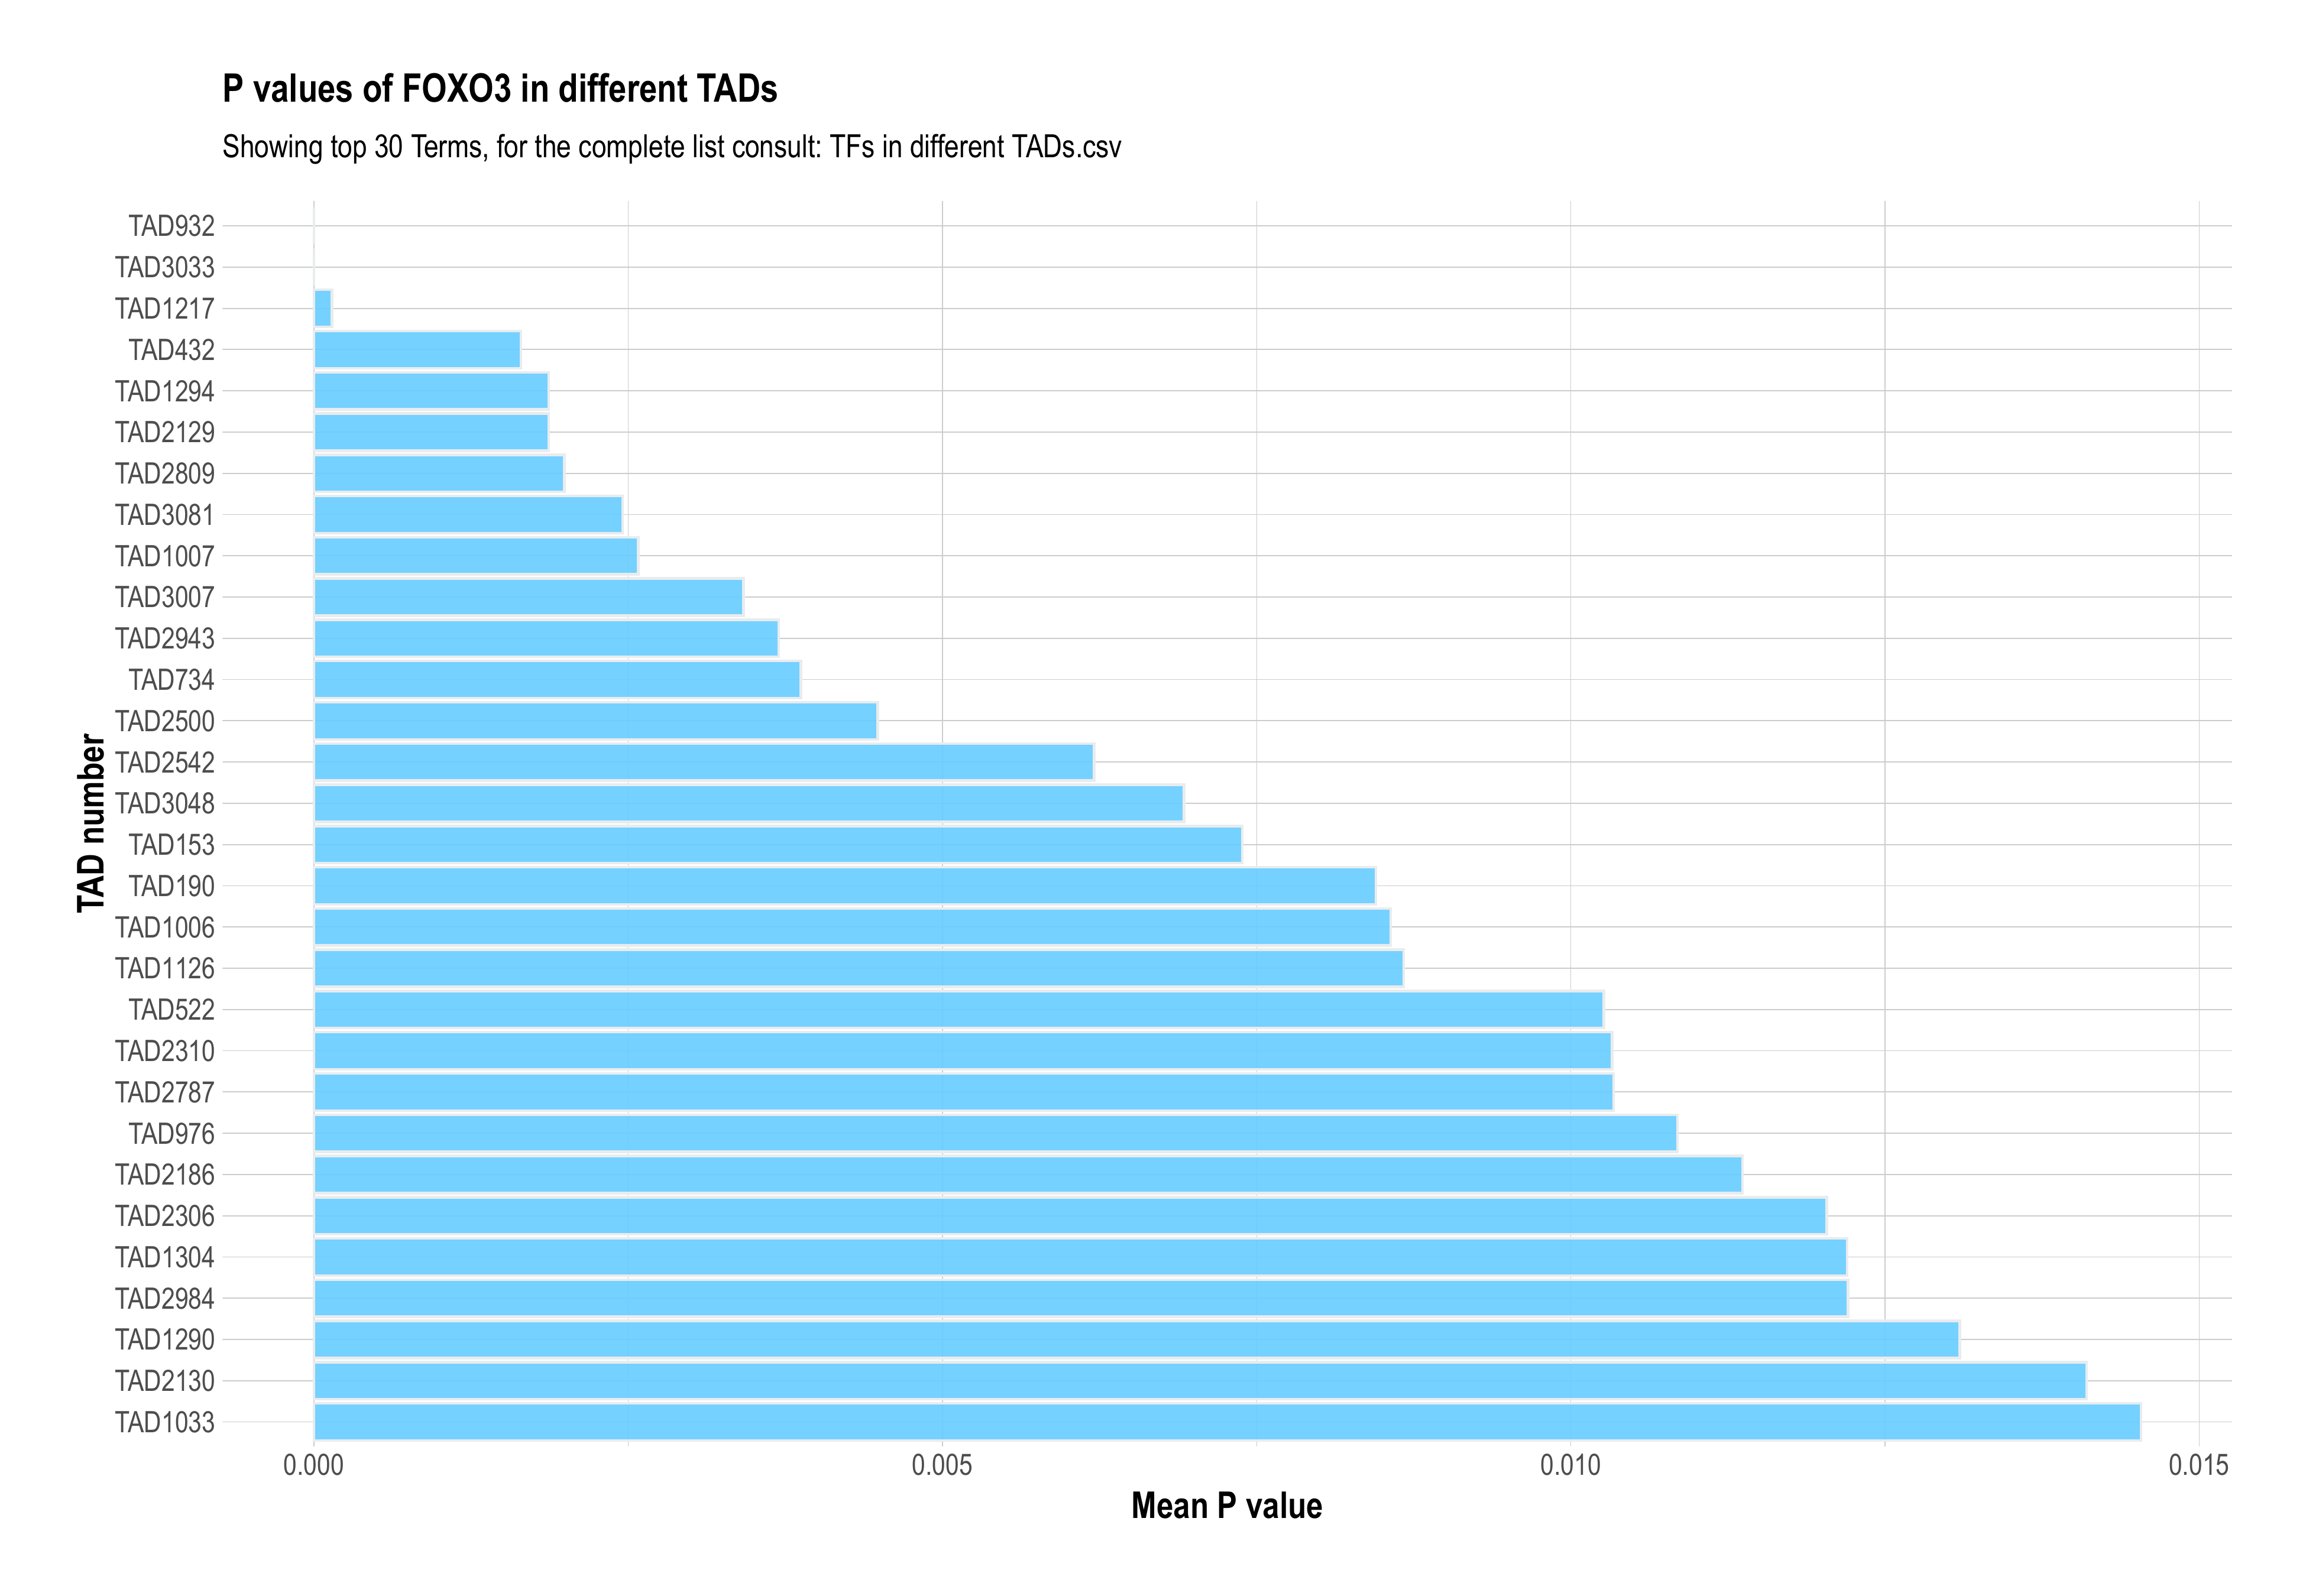 P values of FOXO3 in different TADs
Showing top 30 Terms, for the complete list consult: TFs in different TADs.csv
TAD number
TAD932
TAD3033
TAD1217
TAD432
TAD1294
TAD2129
TAD2809
TAD3081
TAD1007
TAD3007
TAD2943
TAD734
TAD2500
TAD2542
TAD3048
TAD153
TAD190
TAD1006
TAD1126
TAD522
TAD2310
TAD2787
TAD976
TAD2186
TAD2306
TAD1304
TAD2984
TAD1290
TAD2130
TAD1033
0.000 0.005 0.010 0.015
Mean P value